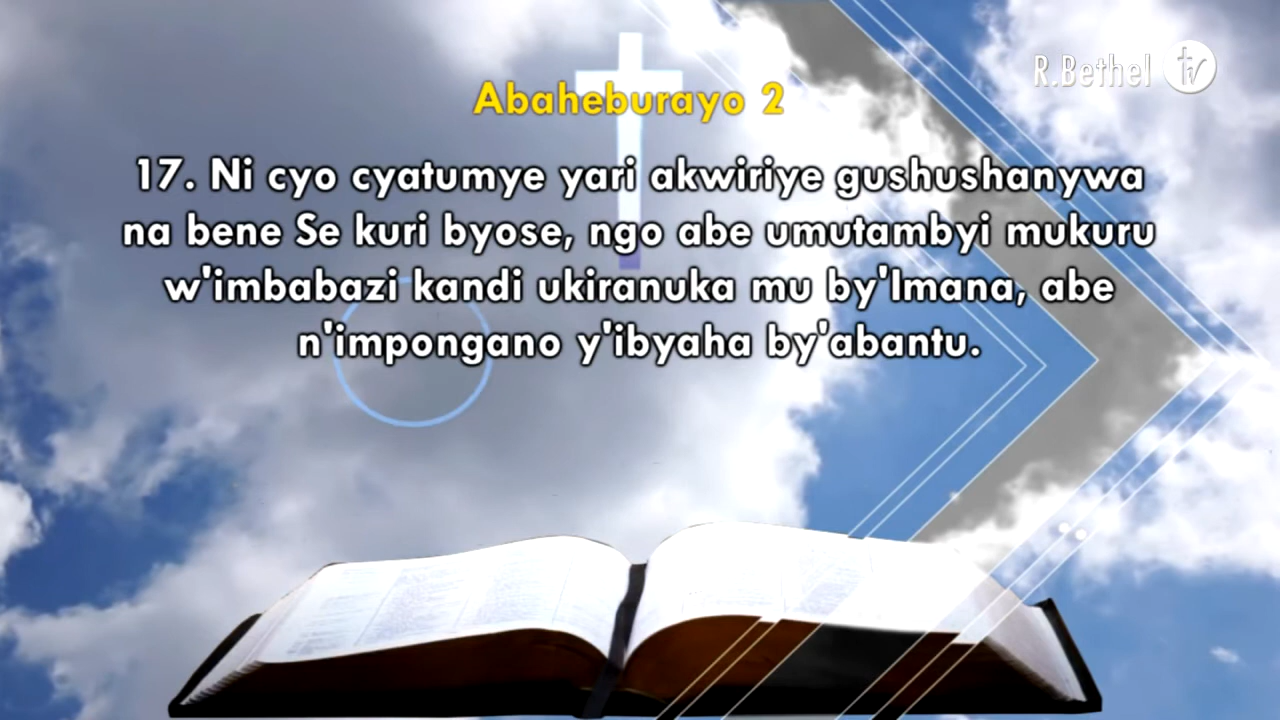 R.Bethel tv
Abaheburayo 2
17. Ni cyo cyatumye yari akwiriye gushushanywa
na bene Se kuri byose, ngo abe umutambyi mukuru
w'imbabazi kandi ukiranuka mu by'Imana, abe
n'impongano y'ibyaha by'abantu.